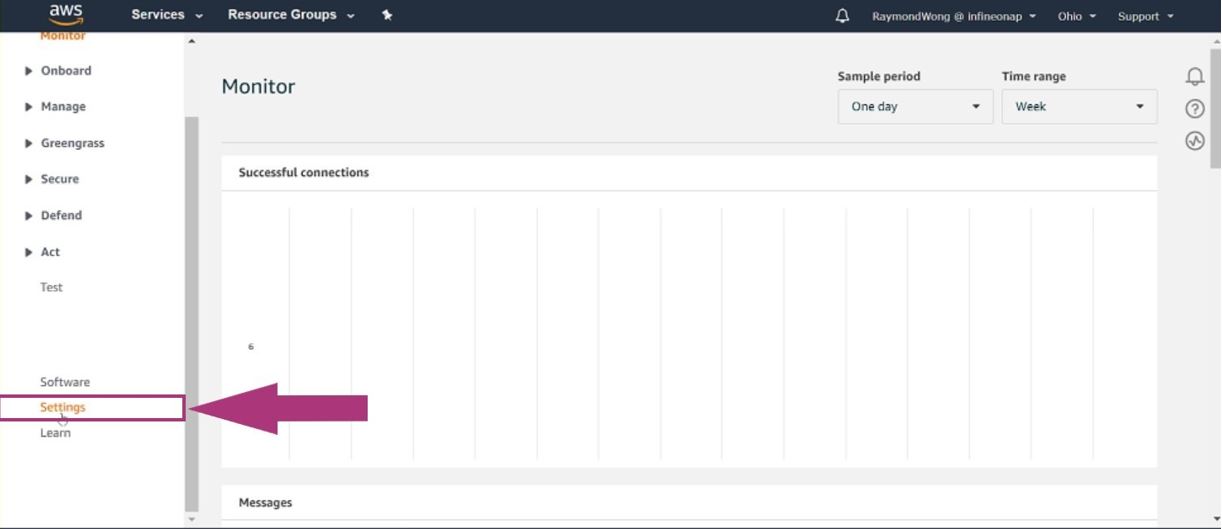 aws
Services
Resource Groups
RaymondWong @ infineonap
Ohio
Support
Monitor
Onboard
Manage
Greengrass
Secure
Defend
Act
Test
Software
Settings
Learn
Monitor
Sample period
Time range
One day
Week
Successful connections
6
Messages